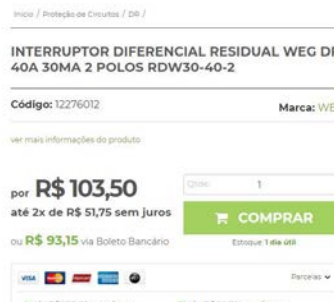 Início / Proteção de Circuitos / DR /
INTERRUPTOR DIFERENCIAL RESIDUAL WEG
40A 30MA 2 POLOS RDW30-40-2
Código: 12276012
Marca:
ver mais informações do produto
por R$ 103,50
até 2x de R$ 51,75 sem juros
ou R$ 93,15 via Boleto Bancário
Qtde: 1
COMPRAR
Estoque: 1 dia útil
VISA
Parcelas